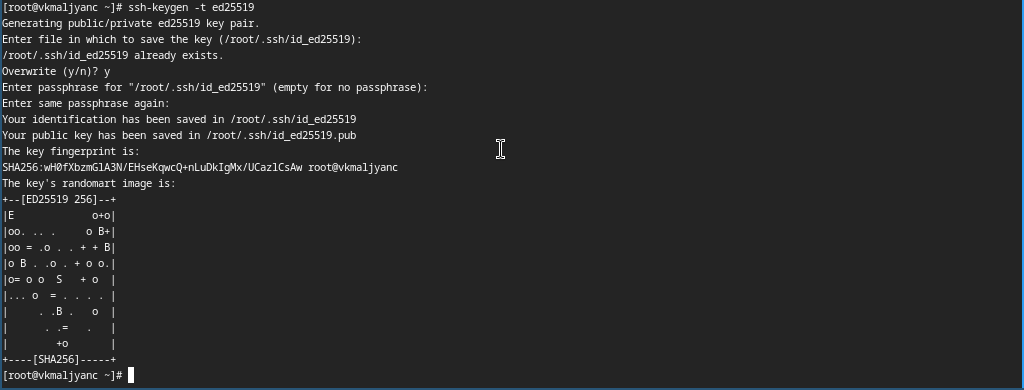 [root@vkmaljyanc ~]# ssh-keygen -t ed25519
Generating public/private ed25519 key pair.
Enter file in which to save the key (/root/.ssh/id_ed25519):
/root/.ssh/id_ed25519 already exists.
Overwrite (y/n)? y
Enter passphrase for "/root/.ssh/id_ed25519" (empty for no passphrase):
Enter same passphrase again:
Your identification has been saved in /root/.ssh/id_ed25519
Your public key has been saved in /root/.ssh/id_ed25519.pub
The key fingerprint is:
SHA256:wH0fXbzmGlA3N/EHseKqwcQ+nLuDkIgMx/UCazlCsAw root@vkmaljyanc
The key's randomart image is:
+--[ED25519 256]--+
|E             o+o|
|oo. .. .     o B+|
|oo = .o . . + + B|
|o B . .o . + o o.|
|o= o o  S   + o  |
|... o  = . . . . |
|     . .B .   o  |
|      . .=   .   |
|        +o       |
+----[SHA256]-----+
[root@vkmaljyanc ~]#